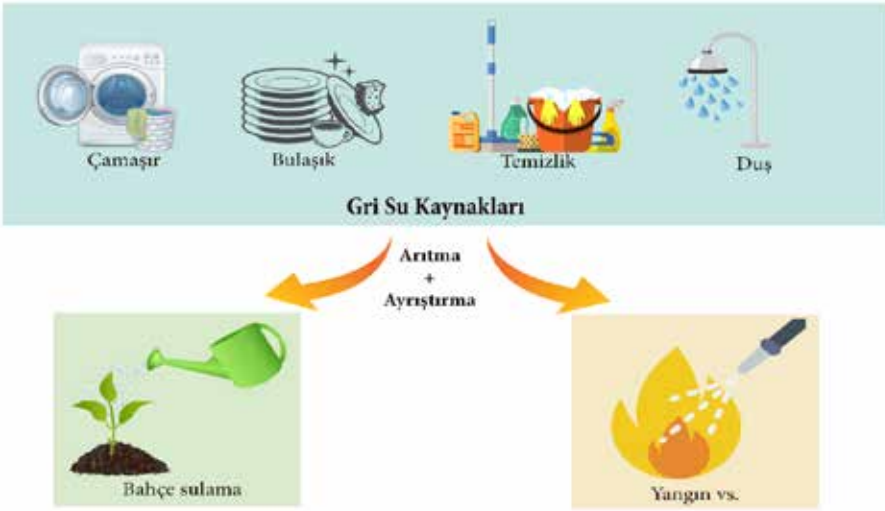 Çamaşır
Bulaşık
Temizlik
Duş
Gri Su Kaynakları
Arıtma
+
Ayrıştırma
Bahçe sulama
Yangın vs.